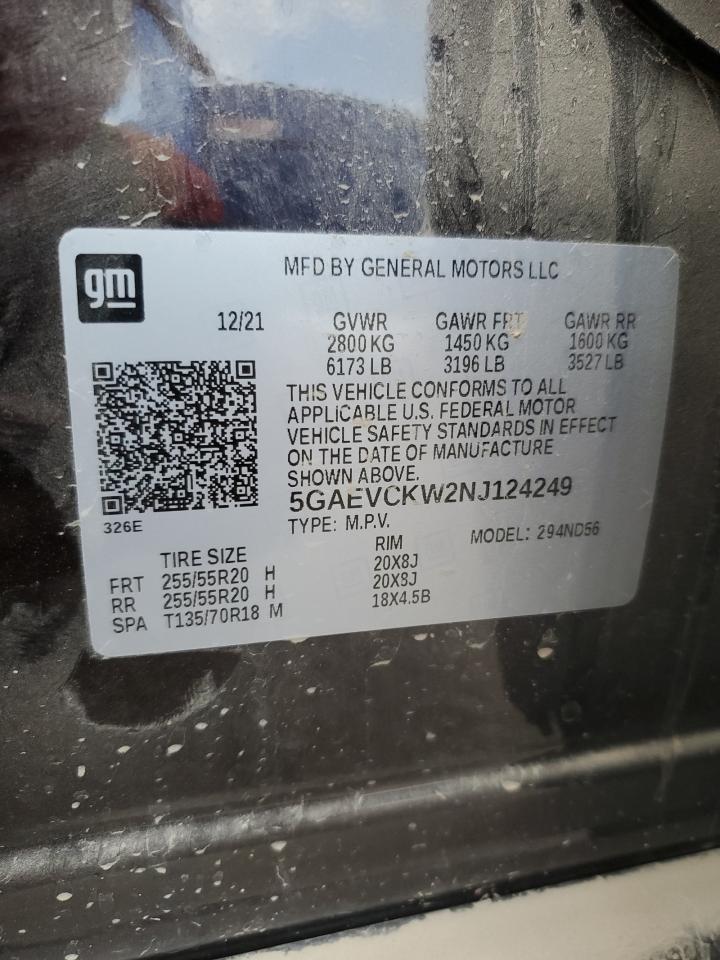 gm
MFD BY GENERAL MOTORS LLC
12/21 GVWR GAWR FRT GAWR RR
2800 KG 1450 KG 1600 KG
6173 LB 3196 LB 3527 LB
THIS VEHICLE CONFORMS TO ALL
APPLICABLE U.S. FEDERAL MOTOR
VEHICLE SAFETY STANDARDS IN EFFECT
ON THE DATE OF MANUFACTURE
SHOWN ABOVE.
5GAEVCKW2NJ124249
326E
TYPE: M.P.V. MODEL: 294ND56
TIRE SIZE RIM
FRT 255/55R20 H 20X8J
RR 255/55R20 H 20X8J
SPA T135/70R18 M 18X4.5B